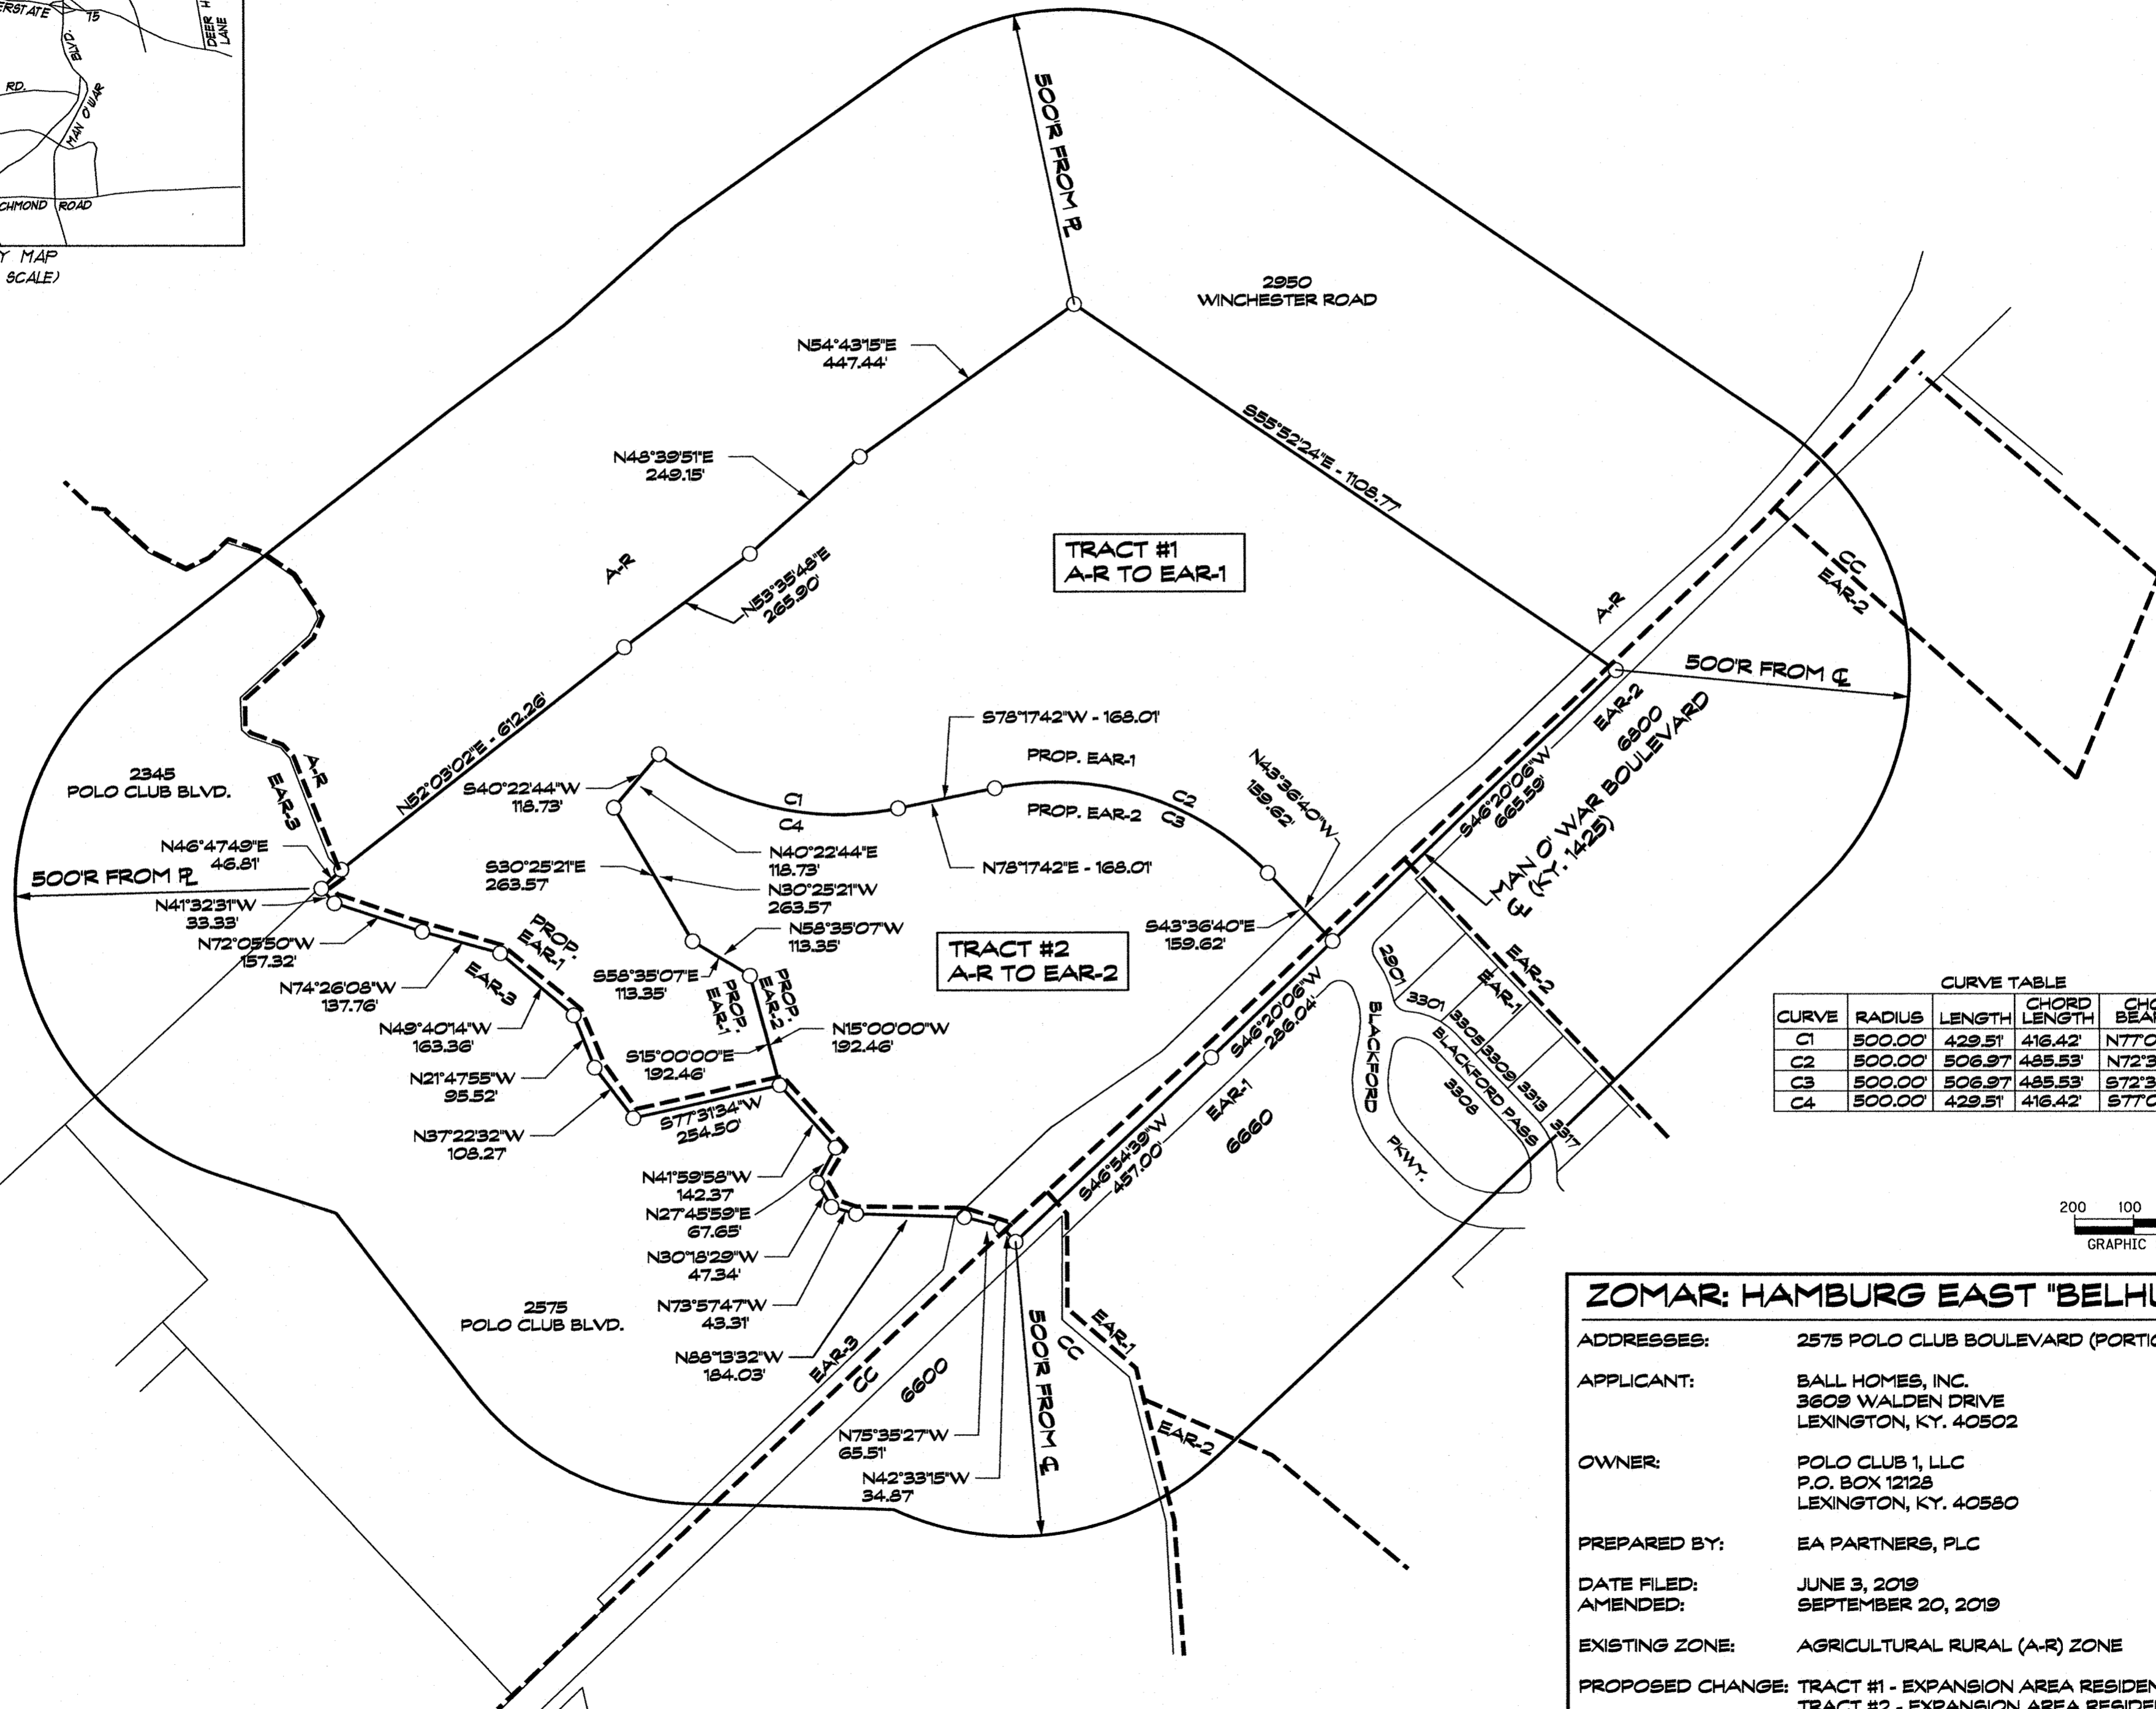 ERSTATE 75
DEER H
LANE
BLVD.
RD.
MAN O'WAR
CHMOND ROAD
Y MAP
SCALE)
500'R FROM PL
2950
WINCHESTER ROAD
N54°43'15"E
447.44'
N48°39'51"E
249.15'
S55°52'24"E - 1108.77'
A-R
N53°35'48"E
265.90'
TRACT #1
A-R TO EAR-1
A-R
CC
EAR-2
500'R FROM CL
EAR-2
6800
MAN O' WAR BOULEVARD
(KY. 1425)
CL
S46°20'06"W
665.59'
N52°03'02"E - 612.26'
A-R
EAR-3
2345
POLO CLUB BLVD.
S78°17'42"W - 168.01'
PROP. EAR-1
PROP. EAR-2
N78°17'42"E - 168.01'
C1
C4
C2
C3
N43°36'40"W
159.62'
S43°36'40"E
159.62'
S40°22'44"W
118.73'
N40°22'44"E
118.73'
S30°25'21"E
263.57'
N30°25'21"W
263.57'
N58°35'07"W
113.35'
S58°35'07"E
113.35'
N46°47'49"E
46.81'
500'R FROM PL
N41°32'31"W
33.33'
N72°05'50"W
157.32'
N74°26'08"W
137.76'
N49°40'14"W
163.36'
N21°47'55"W
95.52'
N37°22'32"W
108.27'
PROP.
EAR-1
EAR-3
TRACT #2
A-R TO EAR-2
PROP.
EAR-1
PROP.
EAR-2
S15°00'00"E
192.46'
N15°00'00"W
192.46'
S77°31'34"W
254.50'
N41°59'58"W
142.37'
N27°45'59"E
67.65'
N30°18'29"W
47.34'
N73°57'47"W
43.31'
N88°13'32"W
184.03'
N75°35'27"W
65.51'
N42°33'15"W
34.87'
S46°20'06"W
286.04'
S46°54'39"W
457.00'
EAR-1
6660
BLACKFORD
PKWY.
2901
3301
3305
3309
3313
3317
3308
BLACKFORD PASS
EAR-2
EAR-1
2575
POLO CLUB BLVD.
EAR-3
CC
6600
500'R FROM CL
CC
EAR-1
EAR-2
CURVE TABLE
CURVE RADIUS LENGTH CHORD LENGTH
C1 500.00' 429.51' 416.42'
C2 500.00' 506.97' 485.53'
C3 500.00' 506.97' 485.53'
C4 500.00' 429.51' 416.42'
200 100
GRAPHIC
ZOMAR: HAMBURG EAST "BELHU
ADDRESSES: 2575 POLO CLUB BOULEVARD (PORTIO
APPLICANT: BALL HOMES, INC.
3609 WALDEN DRIVE
LEXINGTON, KY. 40502
OWNER: POLO CLUB 1, LLC
P.O. BOX 12128
LEXINGTON, KY. 40580
PREPARED BY: EA PARTNERS, PLC
DATE FILED: JUNE 3, 2019
AMENDED: SEPTEMBER 20, 2019
EXISTING ZONE: AGRICULTURAL RURAL (A-R) ZONE
PROPOSED CHANGE: TRACT #1 - EXPANSION AREA RESIDEN
TRACT #2 - EXPANSION AREA RESIDE